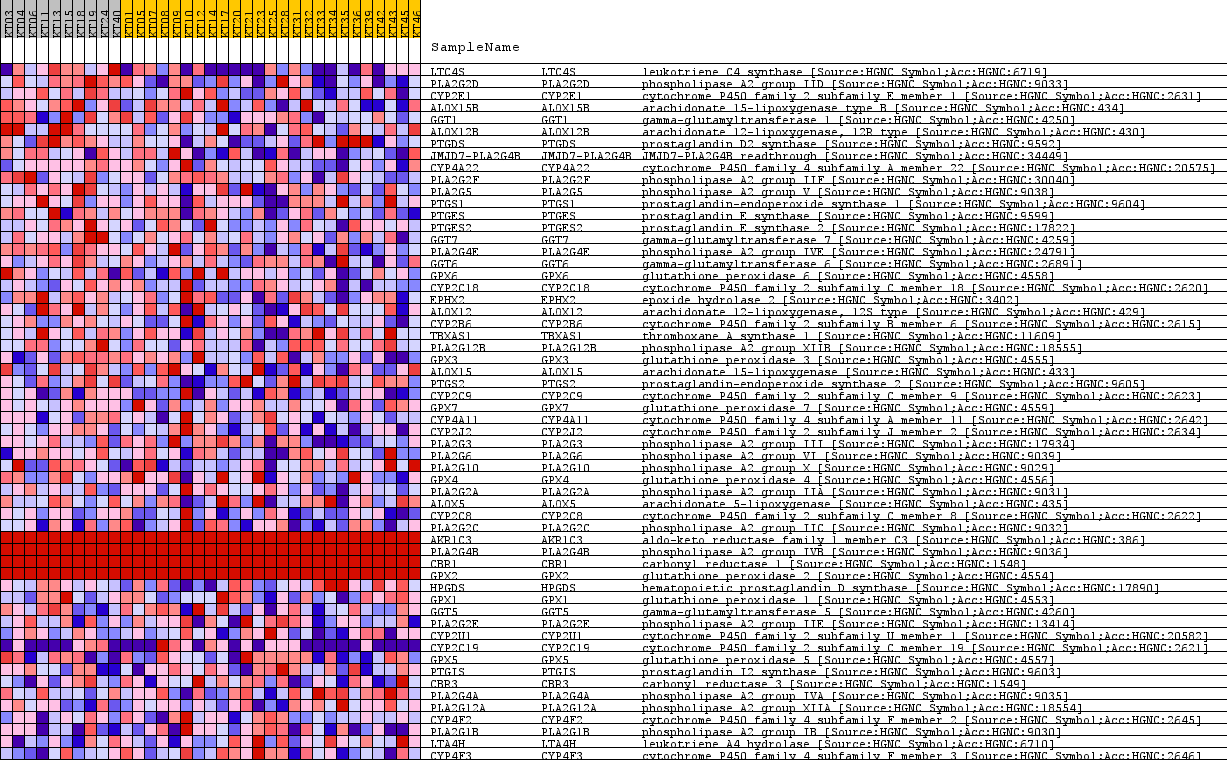 KT03 KT04 KT06 KT11 KT13 KT15 KT18 KT19 KT24 KT40 KT01 KT05 KT07 KT08 KT09 KT10 KT12 KT14 KT17 KT20 KT21 KT23 KT25 KT28 KT31 KT32 KT33 KT34 KT35 KT36 KT39 KT42 KT43 KT45 KT46
SampleName
LTC4S LTC4S leukotriene C4 synthase [Source:HGNC Symbol;Acc:HGNC:6719]
PLA2G2D PLA2G2D phospholipase A2 group IID [Source:HGNC Symbol;Acc:HGNC:9033]
CYP2E1 CYP2E1 cytochrome P450 family 2 subfamily E member 1 [Source:HGNC Symbol;Acc:HGNC:2631]
ALOX15B ALOX15B arachidonate 15-lipoxygenase type B [Source:HGNC Symbol;Acc:HGNC:434]
GGT1 GGT1 gamma-glutamyltransferase 1 [Source:HGNC Symbol;Acc:HGNC:4250]
ALOX12B ALOX12B arachidonate 12-lipoxygenase, 12R type [Source:HGNC Symbol;Acc:HGNC:430]
PTGDS PTGDS prostaglandin D2 synthase [Source:HGNC Symbol;Acc:HGNC:9592]
JMJD7-PLA2G4B JMJD7-PLA2G4B JMJD7-PLA2G4B readthrough [Source:HGNC Symbol;Acc:HGNC:34449]
CYP4A22 CYP4A22 cytochrome P450 family 4 subfamily A member 22 [Source:HGNC Symbol;Acc:HGNC:20575]
PLA2G2F PLA2G2F phospholipase A2 group IIF [Source:HGNC Symbol;Acc:HGNC:30040]
PLA2G5 PLA2G5 phospholipase A2 group V [Source:HGNC Symbol;Acc:HGNC:9038]
PTGS1 PTGS1 prostaglandin-endoperoxide synthase 1 [Source:HGNC Symbol;Acc:HGNC:9604]
PTGES PTGES prostaglandin E synthase [Source:HGNC Symbol;Acc:HGNC:9599]
PTGES2 PTGES2 prostaglandin E synthase 2 [Source:HGNC Symbol;Acc:HGNC:17822]
GGT7 GGT7 gamma-glutamyltransferase 7 [Source:HGNC Symbol;Acc:HGNC:4259]
PLA2G4E PLA2G4E phospholipase A2 group IVE [Source:HGNC Symbol;Acc:HGNC:24791]
GGT6 GGT6 gamma-glutamyltransferase 6 [Source:HGNC Symbol;Acc:HGNC:26891]
GPX6 GPX6 glutathione peroxidase 6 [Source:HGNC Symbol;Acc:HGNC:4558]
CYP2C18 CYP2C18 cytochrome P450 family 2 subfamily C member 18 [Source:HGNC Symbol;Acc:HGNC:2620]
EPHX2 EPHX2 epoxide hydrolase 2 [Source:HGNC Symbol;Acc:HGNC:3402]
ALOX12 ALOX12 arachidonate 12-lipoxygenase, 12S type [Source:HGNC Symbol;Acc:HGNC:429]
CYP2B6 CYP2B6 cytochrome P450 family 2 subfamily B member 6 [Source:HGNC Symbol;Acc:HGNC:2615]
TBXAS1 TBXAS1 thromboxane A synthase 1 [Source:HGNC Symbol;Acc:HGNC:11609]
PLA2G12B PLA2G12B phospholipase A2 group XIIB [Source:HGNC Symbol;Acc:HGNC:18555]
GPX3 GPX3 glutathione peroxidase 3 [Source:HGNC Symbol;Acc:HGNC:4555]
ALOX15 ALOX15 arachidonate 15-lipoxygenase [Source:HGNC Symbol;Acc:HGNC:433]
PTGS2 PTGS2 prostaglandin-endoperoxide synthase 2 [Source:HGNC Symbol;Acc:HGNC:9605]
CYP2C9 CYP2C9 cytochrome P450 family 2 subfamily C member 9 [Source:HGNC Symbol;Acc:HGNC:2623]
GPX7 GPX7 glutathione peroxidase 7 [Source:HGNC Symbol;Acc:HGNC:4559]
CYP4A11 CYP4A11 cytochrome P450 family 4 subfamily A member 11 [Source:HGNC Symbol;Acc:HGNC:2642]
CYP2J2 CYP2J2 cytochrome P450 family 2 subfamily J member 2 [Source:HGNC Symbol;Acc:HGNC:2634]
PLA2G3 PLA2G3 phospholipase A2 group III [Source:HGNC Symbol;Acc:HGNC:17934]
PLA2G6 PLA2G6 phospholipase A2 group VI [Source:HGNC Symbol;Acc:HGNC:9039]
PLA2G10 PLA2G10 phospholipase A2 group X [Source:HGNC Symbol;Acc:HGNC:9029]
GPX4 GPX4 glutathione peroxidase 4 [Source:HGNC Symbol;Acc:HGNC:4556]
PLA2G2A PLA2G2A phospholipase A2 group IIA [Source:HGNC Symbol;Acc:HGNC:9031]
ALOX5 ALOX5 arachidonate 5-lipoxygenase [Source:HGNC Symbol;Acc:HGNC:435]
CYP2C8 CYP2C8 cytochrome P450 family 2 subfamily C member 8 [Source:HGNC Symbol;Acc:HGNC:2622]
PLA2G2C PLA2G2C phospholipase A2 group IIC [Source:HGNC Symbol;Acc:HGNC:9032]
AKR1C3 AKR1C3 aldo-keto reductase family 1 member C3 [Source:HGNC Symbol;Acc:HGNC:386]
PLA2G4B PLA2G4B phospholipase A2 group IVB [Source:HGNC Symbol;Acc:HGNC:9036]
CBR1 CBR1 carbonyl reductase 1 [Source:HGNC Symbol;Acc:HGNC:1548]
GPX2 GPX2 glutathione peroxidase 2 [Source:HGNC Symbol;Acc:HGNC:4554]
HPGDS HPGDS hematopoietic prostaglandin D synthase [Source:HGNC Symbol;Acc:HGNC:17890]
GPX1 GPX1 glutathione peroxidase 1 [Source:HGNC Symbol;Acc:HGNC:4553]
GGT5 GGT5 gamma-glutamyltransferase 5 [Source:HGNC Symbol;Acc:HGNC:4260]
PLA2G2E PLA2G2E phospholipase A2 group IIE [Source:HGNC Symbol;Acc:HGNC:13414]
CYP2U1 CYP2U1 cytochrome P450 family 2 subfamily U member 1 [Source:HGNC Symbol;Acc:HGNC:20582]
CYP2C19 CYP2C19 cytochrome P450 family 2 subfamily C member 19 [Source:HGNC Symbol;Acc:HGNC:2621]
GPX5 GPX5 glutathione peroxidase 5 [Source:HGNC Symbol;Acc:HGNC:4557]
PTGIS PTGIS prostaglandin I2 synthase [Source:HGNC Symbol;Acc:HGNC:9603]
CBR3 CBR3 carbonyl reductase 3 [Source:HGNC Symbol;Acc:HGNC:1549]
PLA2G4A PLA2G4A phospholipase A2 group IVA [Source:HGNC Symbol;Acc:HGNC:9035]
PLA2G12A PLA2G12A phospholipase A2 group XIIA [Source:HGNC Symbol;Acc:HGNC:18554]
CYP4F2 CYP4F2 cytochrome P450 family 4 subfamily F member 2 [Source:HGNC Symbol;Acc:HGNC:2645]
PLA2G1B PLA2G1B phospholipase A2 group IB [Source:HGNC Symbol;Acc:HGNC:9030]
LTA4H LTA4H leukotriene A4 hydrolase [Source:HGNC Symbol;Acc:HGNC:6710]
CYP4F3 CYP4F3 cytochrome P450 family 4 subfamily F member 3 [Source:HGNC Symbol;Acc:HGNC:2646]